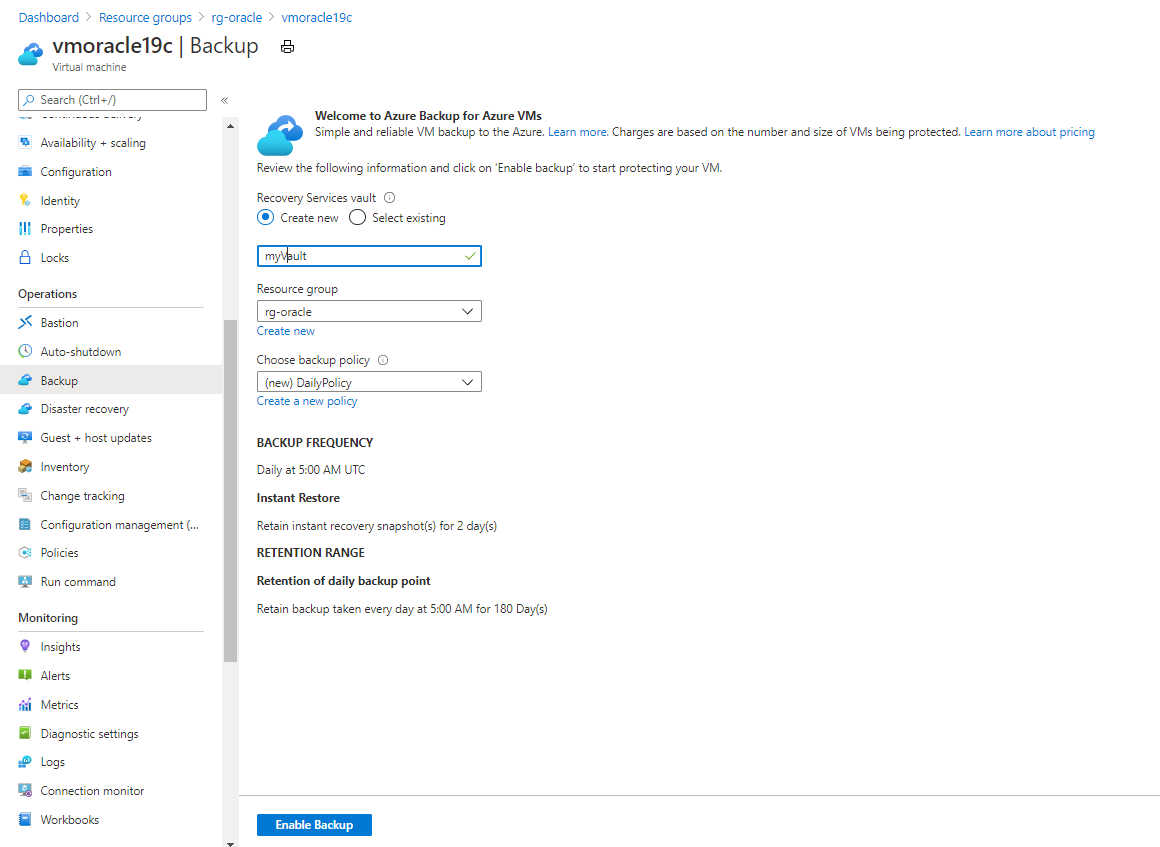 Dashboard > Resource groups > rg-oracle > vmoracle19c
vmoracle19c | Backup
Virtual machine
Search (Ctrl+/)
«
Continuous delivery
Availability + scaling
Configuration
Identity
Properties
Locks
Operations
Bastion
Auto-shutdown
Backup
Disaster recovery
Guest + host updates
Inventory
Change tracking
Configuration management (...
Policies
Run command
Monitoring
Insights
Alerts
Metrics
Diagnostic settings
Logs
Connection monitor
Workbooks
Welcome to Azure Backup for Azure VMs
Simple and reliable VM backup to the Azure. Learn more. Charges are based on the number and size of VMs being protected. Learn more about pricing
Review the following information and click on 'Enable backup' to start protecting your VM.
Recovery Services vault
Create new Select existing
myVault
Resource group
rg-oracle
Create new
Choose backup policy
(new) DailyPolicy
Create a new policy
BACKUP FREQUENCY
Daily at 5:00 AM UTC
Instant Restore
Retain instant recovery snapshot(s) for 2 day(s)
RETENTION RANGE
Retention of daily backup point
Retain backup taken every day at 5:00 AM for 180 Day(s)
Enable Backup